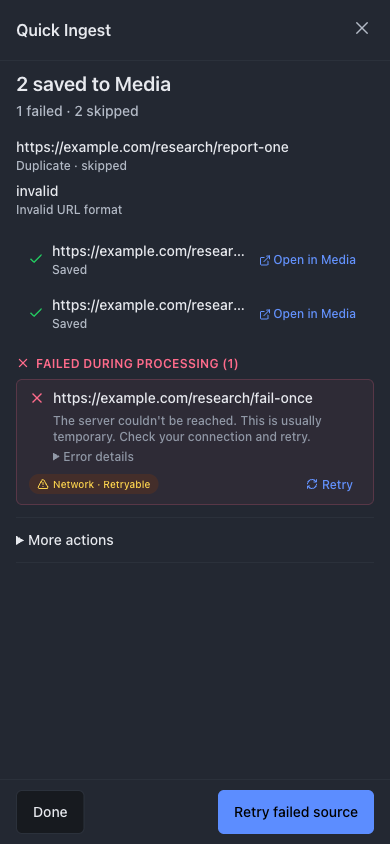 Quick Ingest
2 saved to Media
1 failed · 2 skipped
https://example.com/research/report-one
Duplicate · skipped
invalid
Invalid URL format
https://example.com/resear...
Open in Media
Saved
https://example.com/resear...
Open in Media
Saved
FAILED DURING PROCESSING (1)
https://example.com/research/fail-once
The server couldn't be reached. This is usually
temporary. Check your connection and retry.
Error details
Network · Retryable
Retry
More actions
Done
Retry failed source